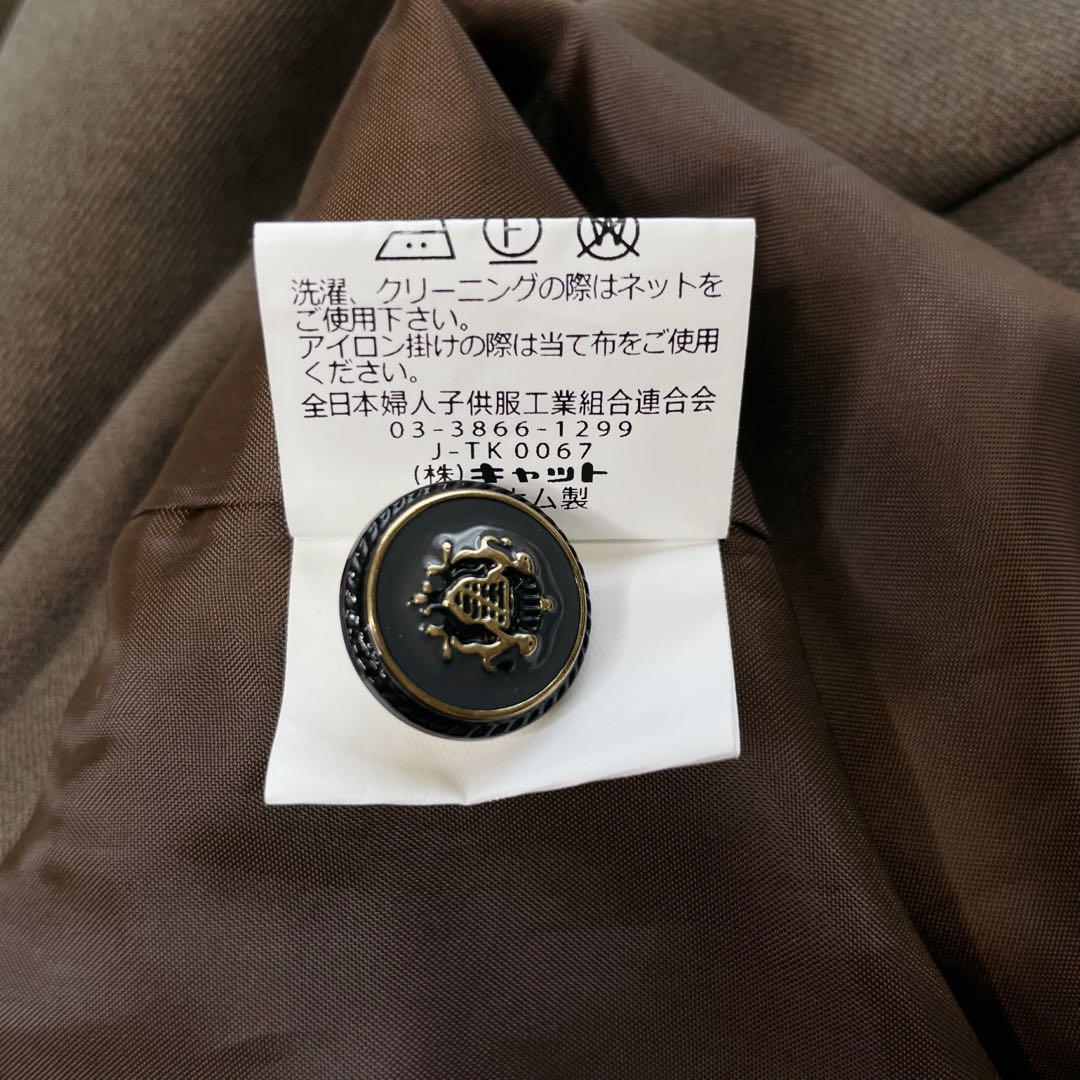 F
W
洗濯、クリーニングの際はネットを
ご使用下さい。
アイロン掛けの際は当て布をご使用
ください。
全日本婦人子供服工業組合連合会
03-3866-1299
J-TK0067
(株)キャット
ナム製